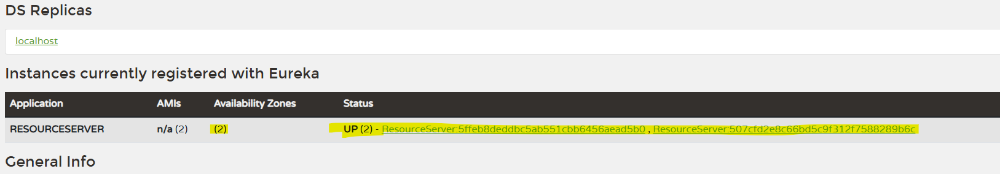 DS Replicas
localhost
Instances currently registered with Eureka
Application AMIs Availability Zones Status
RESOURCESERVER n/a (2) (2) UP (2) - ResourceServer:5ffeb8deddbc5ab551cbb6456aead5b0 , ResourceServer:507cfd2e8c66bd5c9f312f7588289b6c
General Info